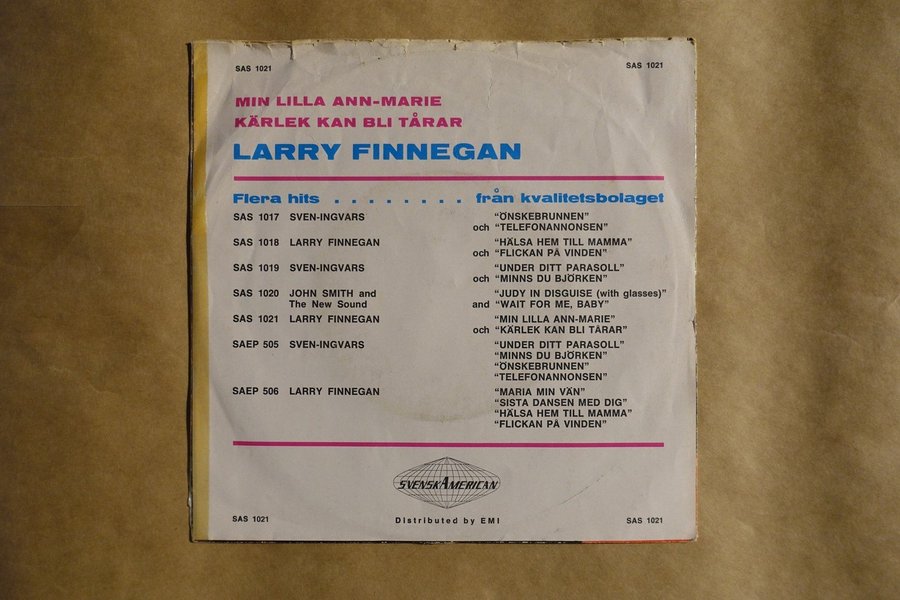 SAS 1021 SAS 1021
MIN LILLA ANN-MARIE
KÄRLEK KAN BLI TÅRAR
LARRY FINNEGAN
Flera hits . . . . . . . . från kvalitetsbolaget
SAS 1017 SVEN-INGVARS "ÖNSKEBRUNNEN"
och "TELEFONANNONSEN"
SAS 1018 LARRY FINNEGAN "HÄLSA HEM TILL MAMMA"
och "FLICKAN PÅ VINDEN"
SAS 1019 SVEN-INGVARS "UNDER DITT PARASOLL"
och "MINNS DU BJÖRKEN"
SAS 1020 JOHN SMITH and "JUDY IN DISGUISE (with glasses)"
The New Sound and "WAIT FOR ME, BABY"
SAS 1021 LARRY FINNEGAN "MIN LILLA ANN-MARIE"
och "KÄRLEK KAN BLI TÅRAR"
SAEP 505 SVEN-INGVARS "UNDER DITT PARASOLL"
"MINNS DU BJÖRKEN"
"ÖNSKEBRUNNEN"
"TELEFONANNONSEN"
SAEP 506 LARRY FINNEGAN "MARIA MIN VÄN"
"SISTA DANSEN MED DIG"
"HÄLSA HEM TILL MAMMA"
"FLICKAN PÅ VINDEN"
SVENSKAMERICAN
SAS 1021 Distributed by EMI SAS 1021